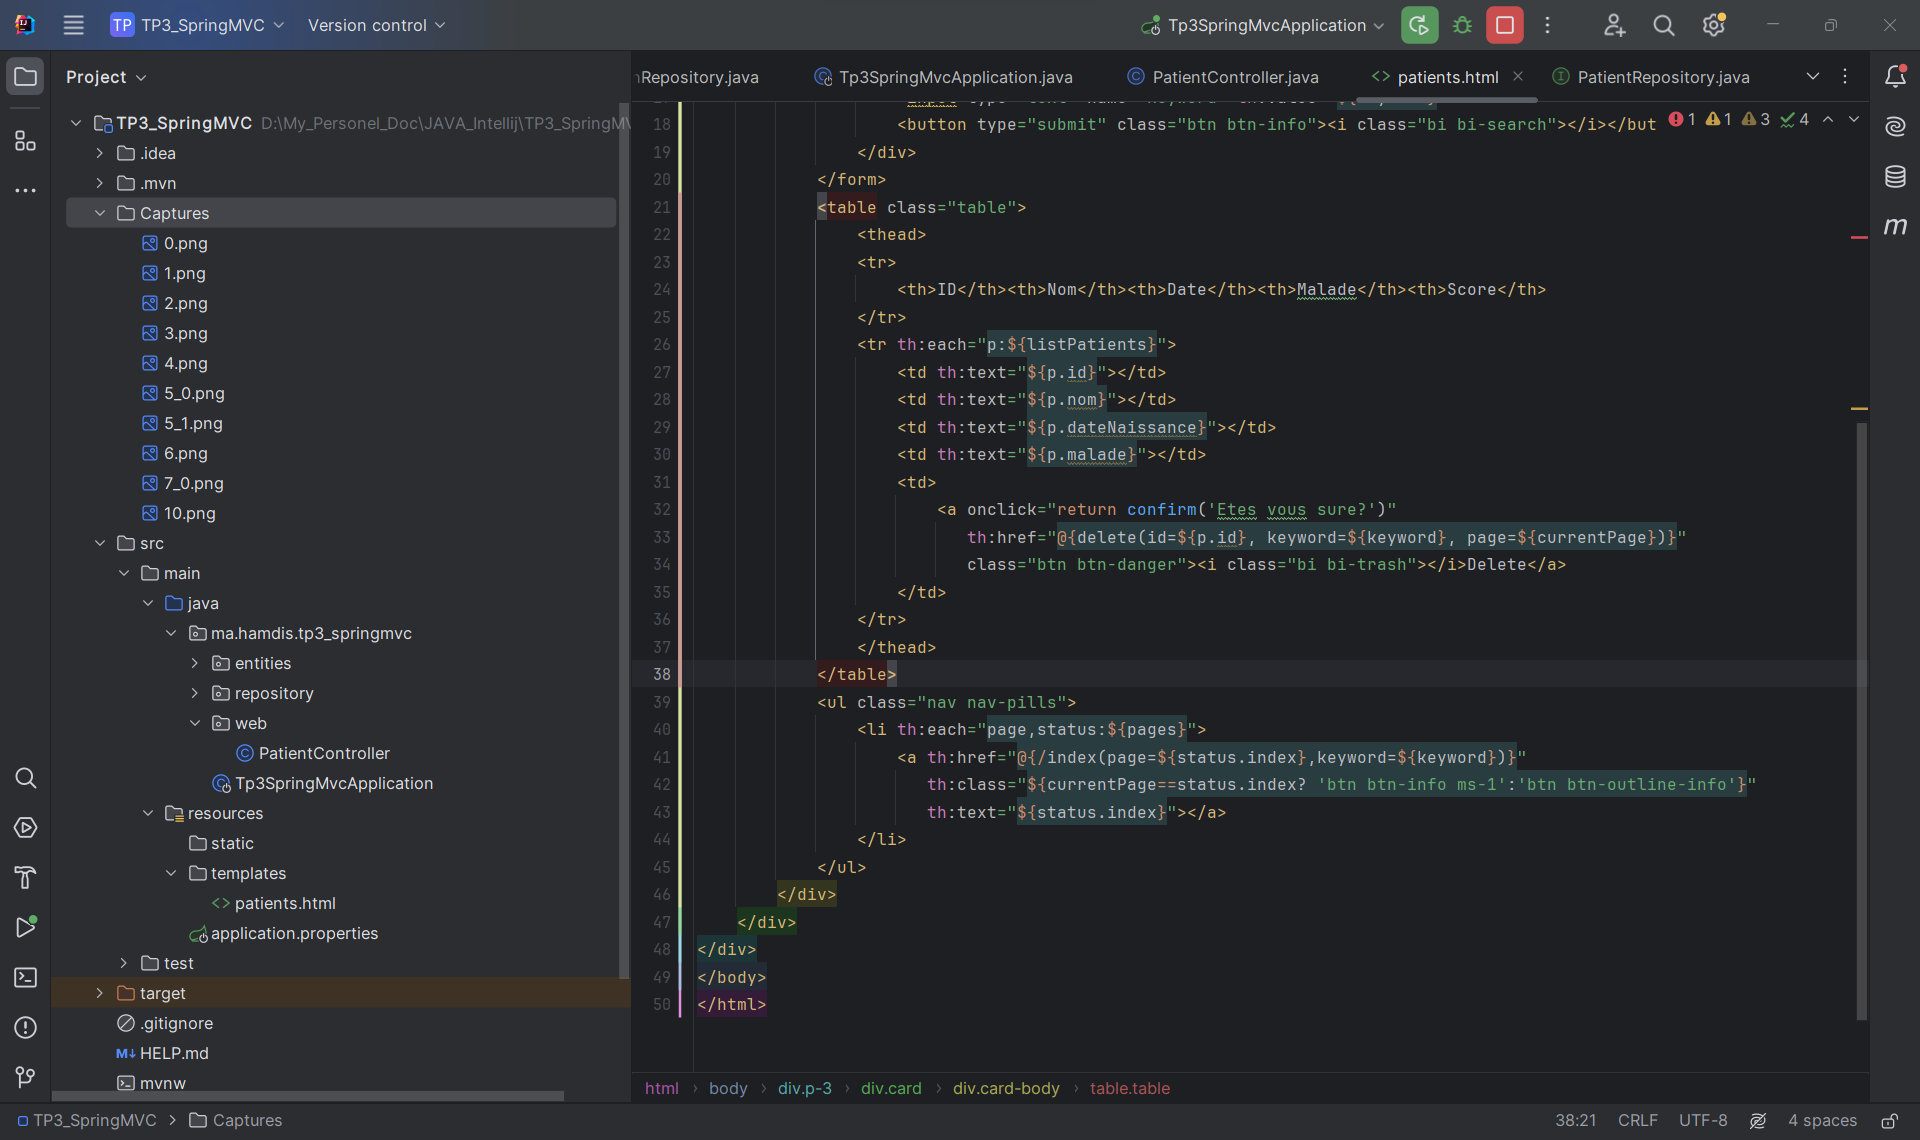 TP TP3_SpringMVC Version control Tp3SpringMvcApplication
Project
Repository.java Tp3SpringMvcApplication.java PatientController.java patients.html PatientRepository.java
TP3_SpringMVC D:\My_Personel_Doc\JAVA_Intellij\TP3_SpringMV
.idea
.mvn
Captures
0.png
1.png
2.png
3.png
4.png
5_0.png
5_1.png
6.png
7_0.png
10.png
src
main
java
ma.hamdis.tp3_springmvc
entities
repository
web
PatientController
Tp3SpringMvcApplication
resources
static
templates
patients.html
application.properties
test
target
.gitignore
HELP.md
mvnw
18 <button type="submit" class="btn btn-info"><i class="bi bi-search"></i></but 1 1 3 4
19 </div>
20 </form>
21 <table class="table">
22 <thead>
23 <tr>
24 <th>ID</th><th>Nom</th><th>Date</th><th>Malade</th><th>Score</th>
25 </tr>
26 <tr th:each="p:${listPatients}">
27 <td th:text="${p.id}"></td>
28 <td th:text="${p.nom}"></td>
29 <td th:text="${p.dateNaissance}"></td>
30 <td th:text="${p.malade}"></td>
31 <td>
32 <a onclick="return confirm('Etes vous sure?')"
33 th:href="@{delete(id=${p.id}, keyword=${keyword}, page=${currentPage})}"
34 class="btn btn-danger"><i class="bi bi-trash"></i>Delete</a>
35 </td>
36 </tr>
37 </thead>
38 </table>
39 <ul class="nav nav-pills">
40 <li th:each="page,status:${pages}">
41 <a th:href="@{/index(page=${status.index},keyword=${keyword})}"
42 th:class="${currentPage==status.index? 'btn btn-info ms-1':'btn btn-outline-info'}"
43 th:text="${status.index}"></a>
44 </li>
45 </ul>
46 </div>
47 </div>
48 </div>
49 </body>
50 </html>
html › body › div.p-3 › div.card › div.card-body › table.table
TP3_SpringMVC > Captures 38:21 CRLF UTF-8 4 spaces